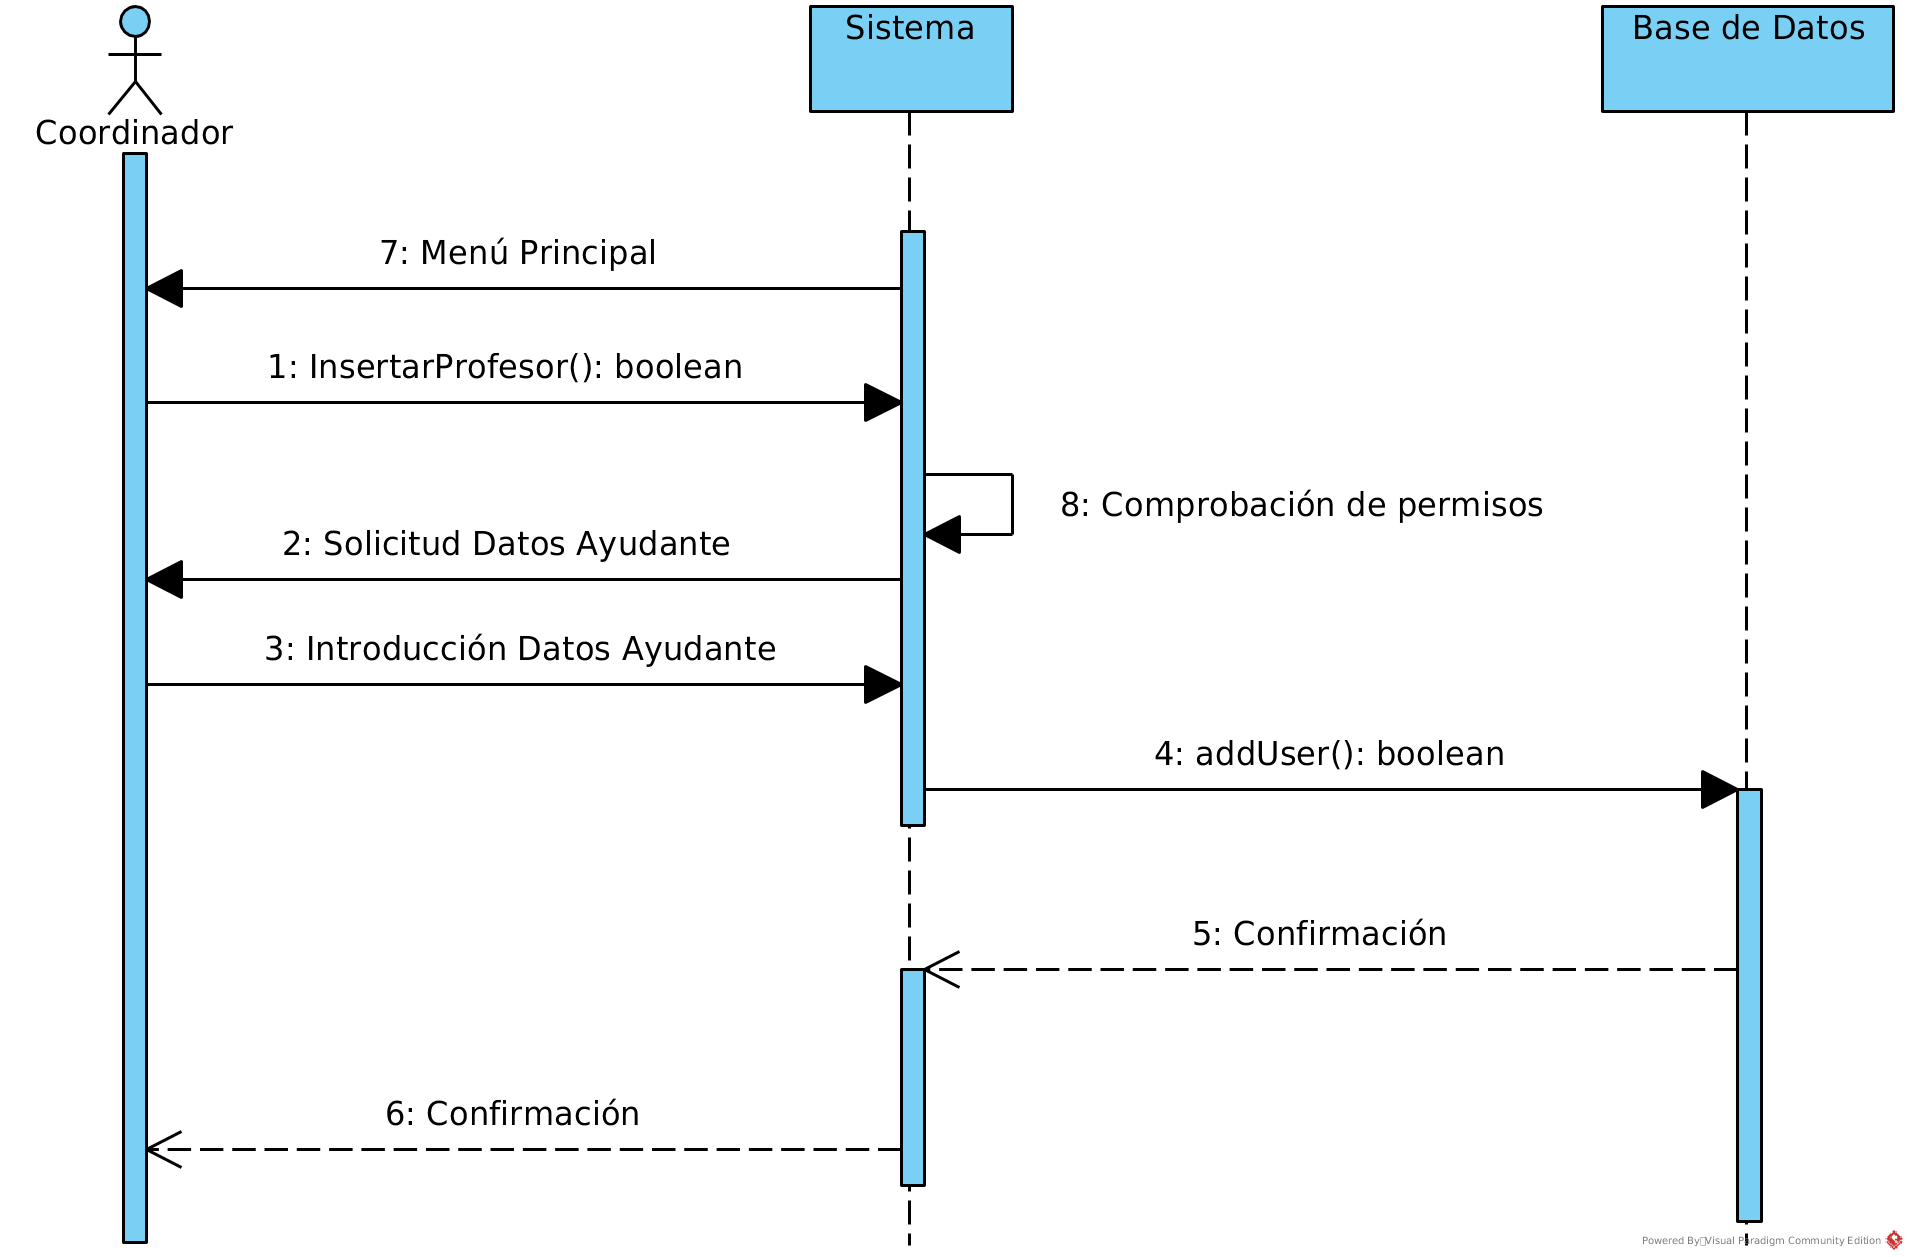 Sistema
Base de Datos
Coordinador
7: Menú Principal
1: InsertarProfesor(): boolean
8: Comprobación de permisos
2: Solicitud Datos Ayudante
3: Introducción Datos Ayudante
4: addUser(): boolean
5: Confirmación
6: Confirmación
Powered By Visual Paradigm Community Edition